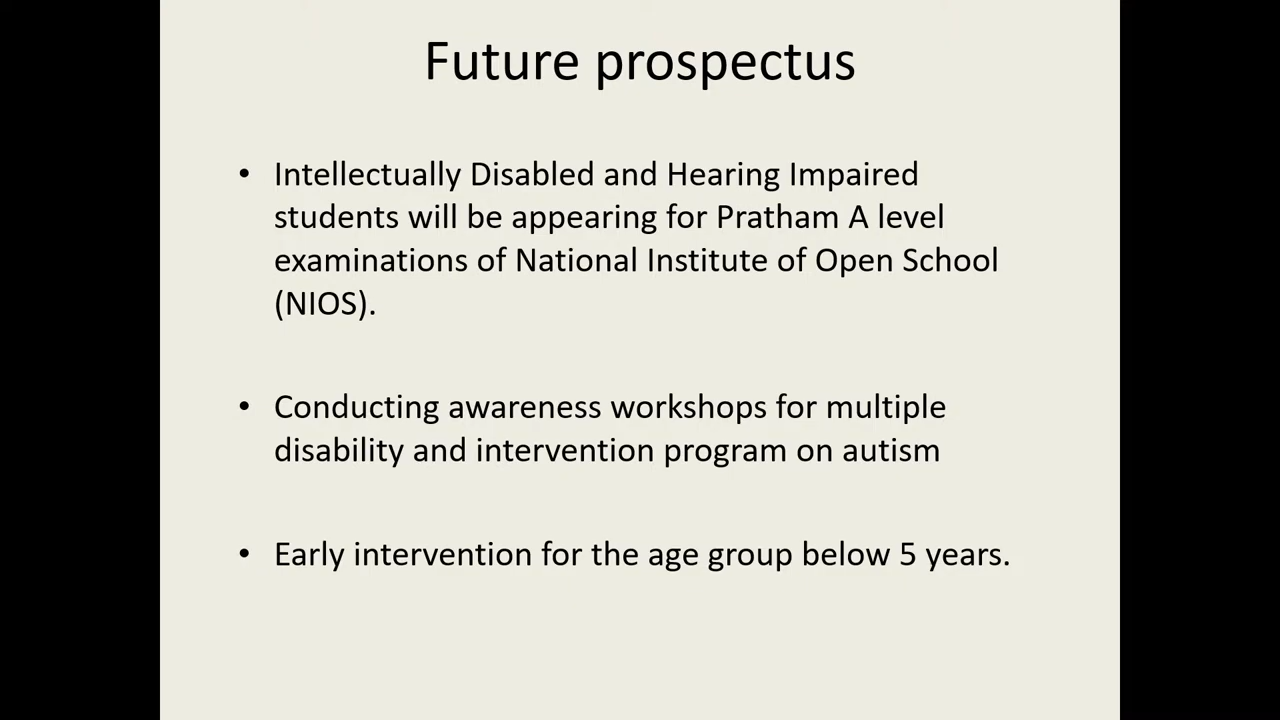 Future prospectus
• Intellectually Disabled and Hearing Impaired
students will be appearing for Pratham A level
examinations of National Institute of Open School
(NIOS).
• Conducting awareness workshops for multiple
disability and intervention program on autism
• Early intervention for the age group below 5 years.